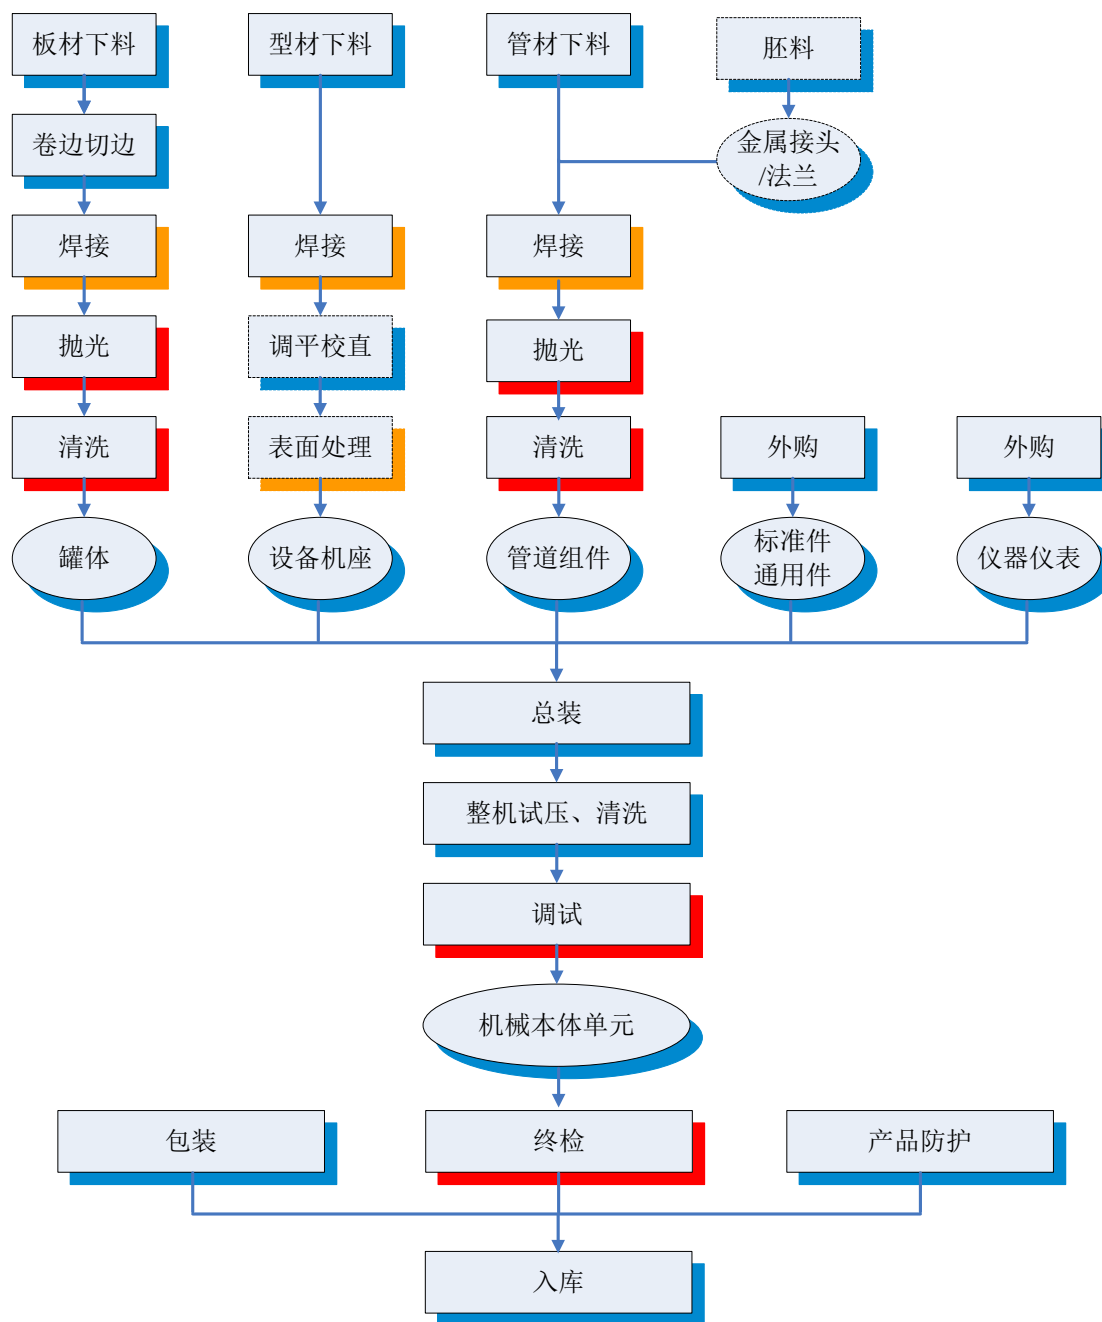 板材下料
型材下料
管材下料
胚料
卷边切边
金属接头
/法兰
焊接
焊接
焊接
抛光
调平校直
抛光
清洗
表面处理
清洗
外购
外购
罐体
设备机座
管道组件
标准件
通用件
仪器仪表
总装
整机试压、清洗
调试
机械本体单元
包装
终检
产品防护
入库